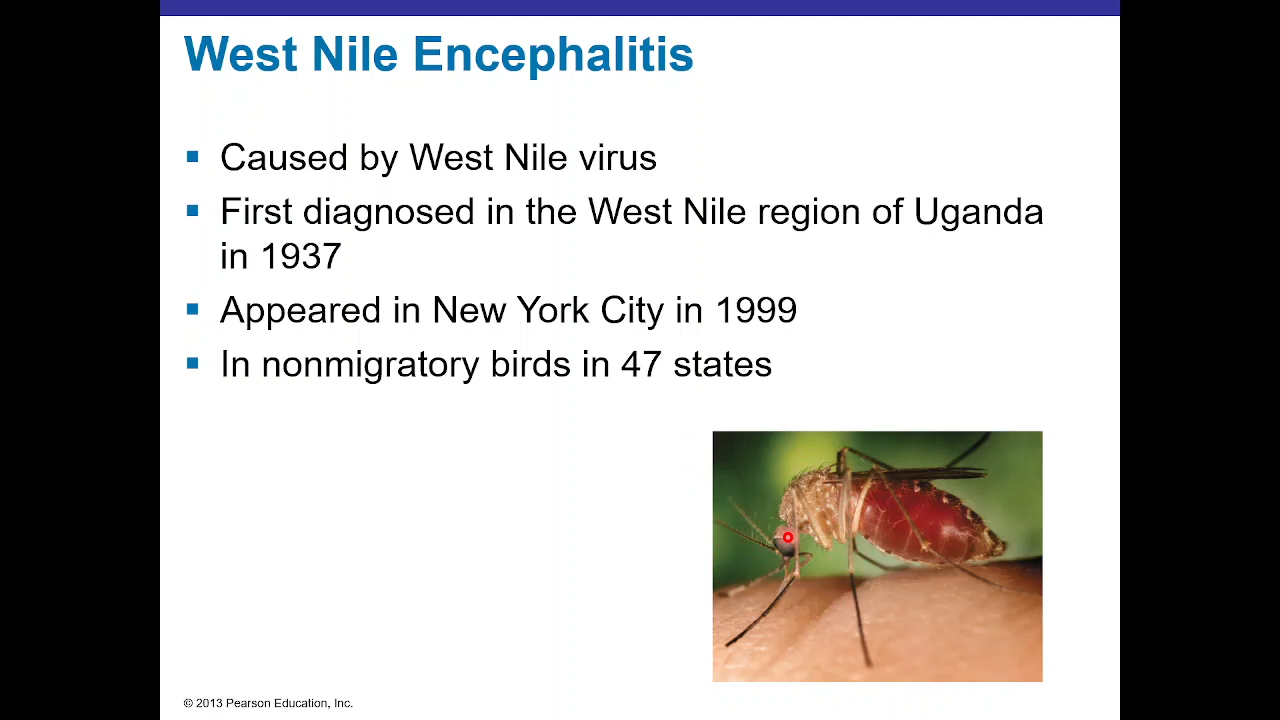 West Nile Encephalitis
Caused by West Nile virus
First diagnosed in the West Nile region of Uganda
in 1937
Appeared in New York City in 1999
In nonmigratory birds in 47 states
© 2013 Pearson Education, Inc.